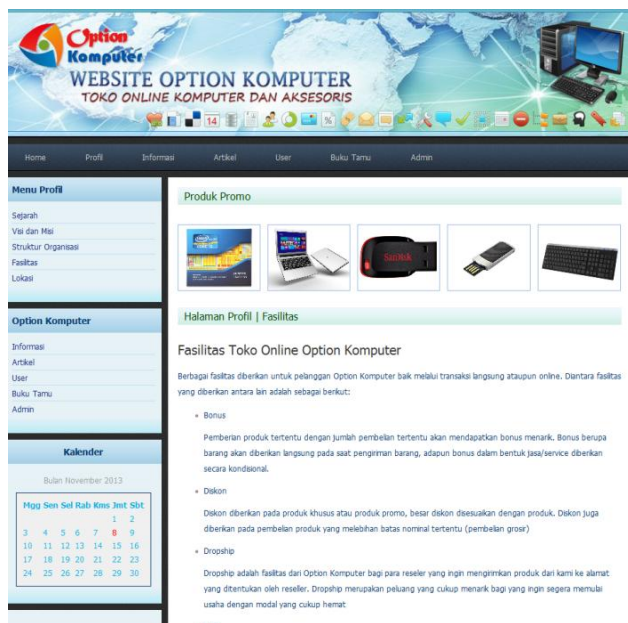 Option
Komputer
WEBSITE OPTION KOMPUTER
TOKO ONLINE KOMPUTER DAN AKSESORIS
14
Home Profil Informasi Artikel User Buku Tamu Admin
Menu Profil
Sejarah
Visi dan Misi
Struktur Organisasi
Fasilitas
Lokasi
Option Komputer
Informasi
Artikel
User
Buku Tamu
Admin
Kalender
Bulan November 2013
Mgg Sen Sel Rab Kms Jmt Sbt
1 2
3 4 5 6 7 8 9
10 11 12 13 14 15 16
17 18 19 20 21 22 23
24 25 26 27 28 29 30
Produk Promo
SanDisk
Halaman Profil | Fasilitas
Fasilitas Toko Online Option Komputer
Berbagai fasilitas diberikan untuk pelanggan Option Komputer baik melalui transaksi langsung ataupun online. Diantara fasilitas
yang diberikan antara lain adalah sebagai berikut:
Bonus
Pemberian produk tertentu dengan jumlah pembelian tertentu akan mendapatkan bonus menarik. Bonus berupa
barang akan diberikan langsung pada saat pengiriman barang, adapun bonus dalam bentuk jasa/service diberikan
secara kondisional.
Diskon
Diskon diberikan pada produk khusus atau produk promo, besar diskon disesuaikan dengan produk. Diskon juga
diberikan pada pembelian produk yang melebihan batas nominal tertentu (pembelian grosir)
Dropship
Dropship adalah fasilitas dari Option Komputer bagi para reseler yang ingin mengirimkan produk dari kami ke alamat
yang ditentukan oleh reseller. Dropship merupakan peluang yang cukup menarik bagi yang ingin segera memulai
usaha dengan modal yang cukup hemat